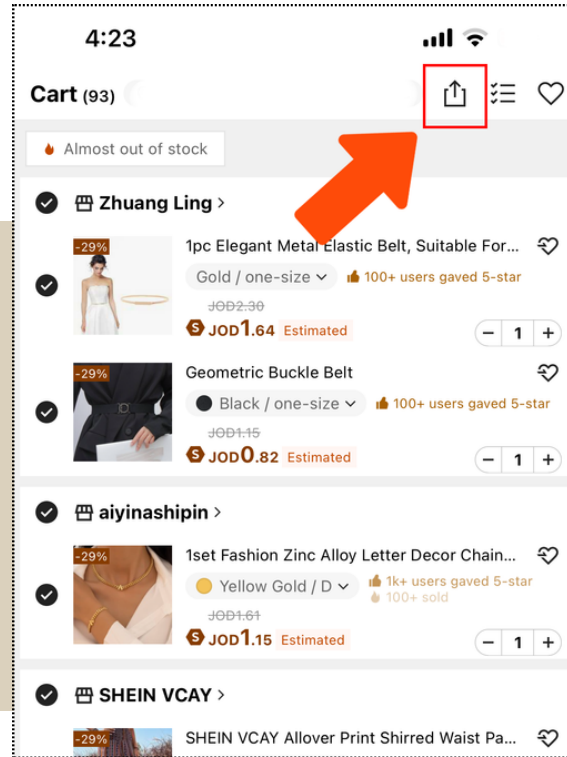 4:23
Cart (93)
Almost out of stock
Zhuang Ling >
-29%
1pc Elegant Metal Elastic Belt, Suitable For...
Gold / one-size
100+ users gaved 5-star
JOD2.30
S JOD1.64 Estimated
− 1 +
-29%
Geometric Buckle Belt
Black / one-size
100+ users gaved 5-star
JOD1.15
S JOD0.82 Estimated
− 1 +
aiyinashipin >
-29%
1set Fashion Zinc Alloy Letter Decor Chain...
Yellow Gold / D
1k+ users gaved 5-star
100+ sold
JOD1.61
S JOD1.15 Estimated
− 1 +
SHEIN VCAY >
-29%
SHEIN VCAY Allover Print Shirred Waist Pa...